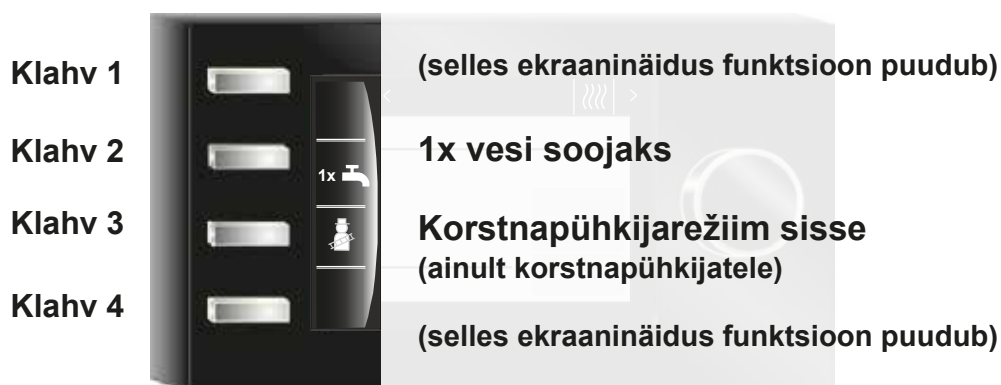 Klahv 1
(selles ekraaninäidus funktsioon puudub)
Klahv 2
1x
1x vesi soojaks
Klahv 3
Korstnapühkijarežiim sisse
(ainult korstnapühkijatele)
Klahv 4
(selles ekraaninäidus funktsioon puudub)